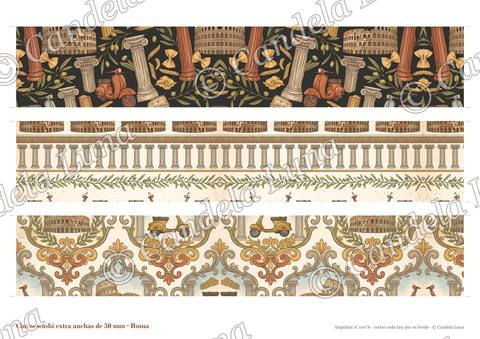 © Candela Luna
© Candela Luna
© Candela Luna
washi extra anchas de 50 mm · Roma
Imprimir al 100 % · cortar cada tira por su borde · © Candela Luna